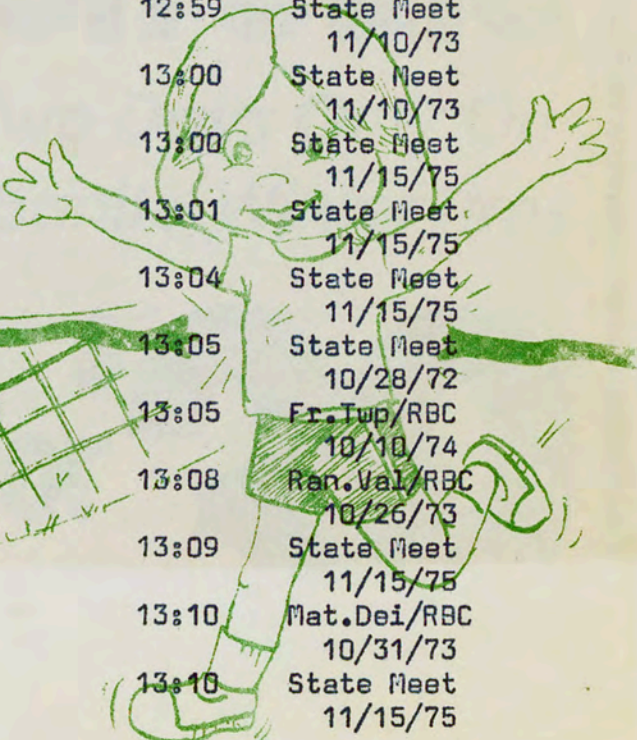 12:59 State Meet
11/10/73
13:00 State Meet
11/10/73
13:00 State Meet
11/15/75
13:01 State Meet
11/15/75
13:04 State Meet
11/15/75
13:05 State Meet
10/28/72
13:05 Fr.Twp/RBC
10/10/74
13:08 Ran.Val/RBC
10/26/73
13:09 State Meet
11/15/75
13:10 Mat.Dei/RBC
10/31/73
13:10 State Meet
11/15/75